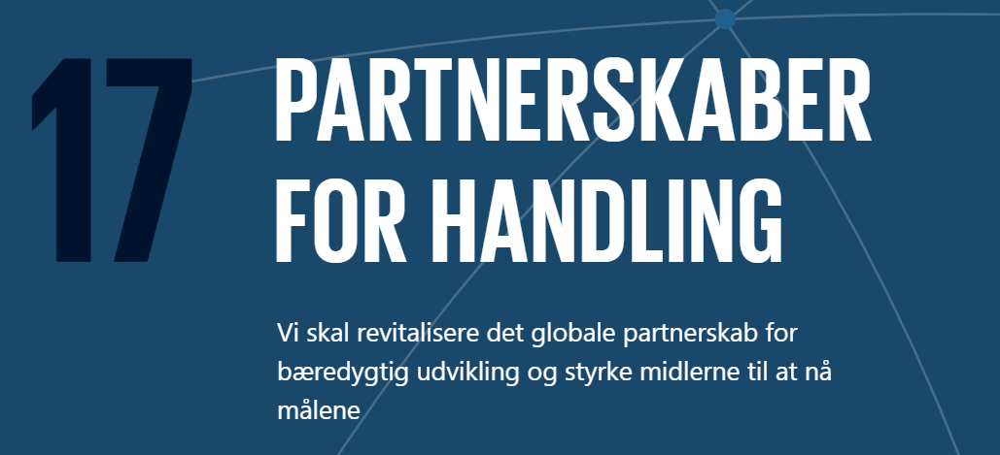 17
PARTNERSKABER
FOR HANDLING
Vi skal revitalisere det globale partnerskab for
bæredygtig udvikling og styrke midlerne til at nå
målene